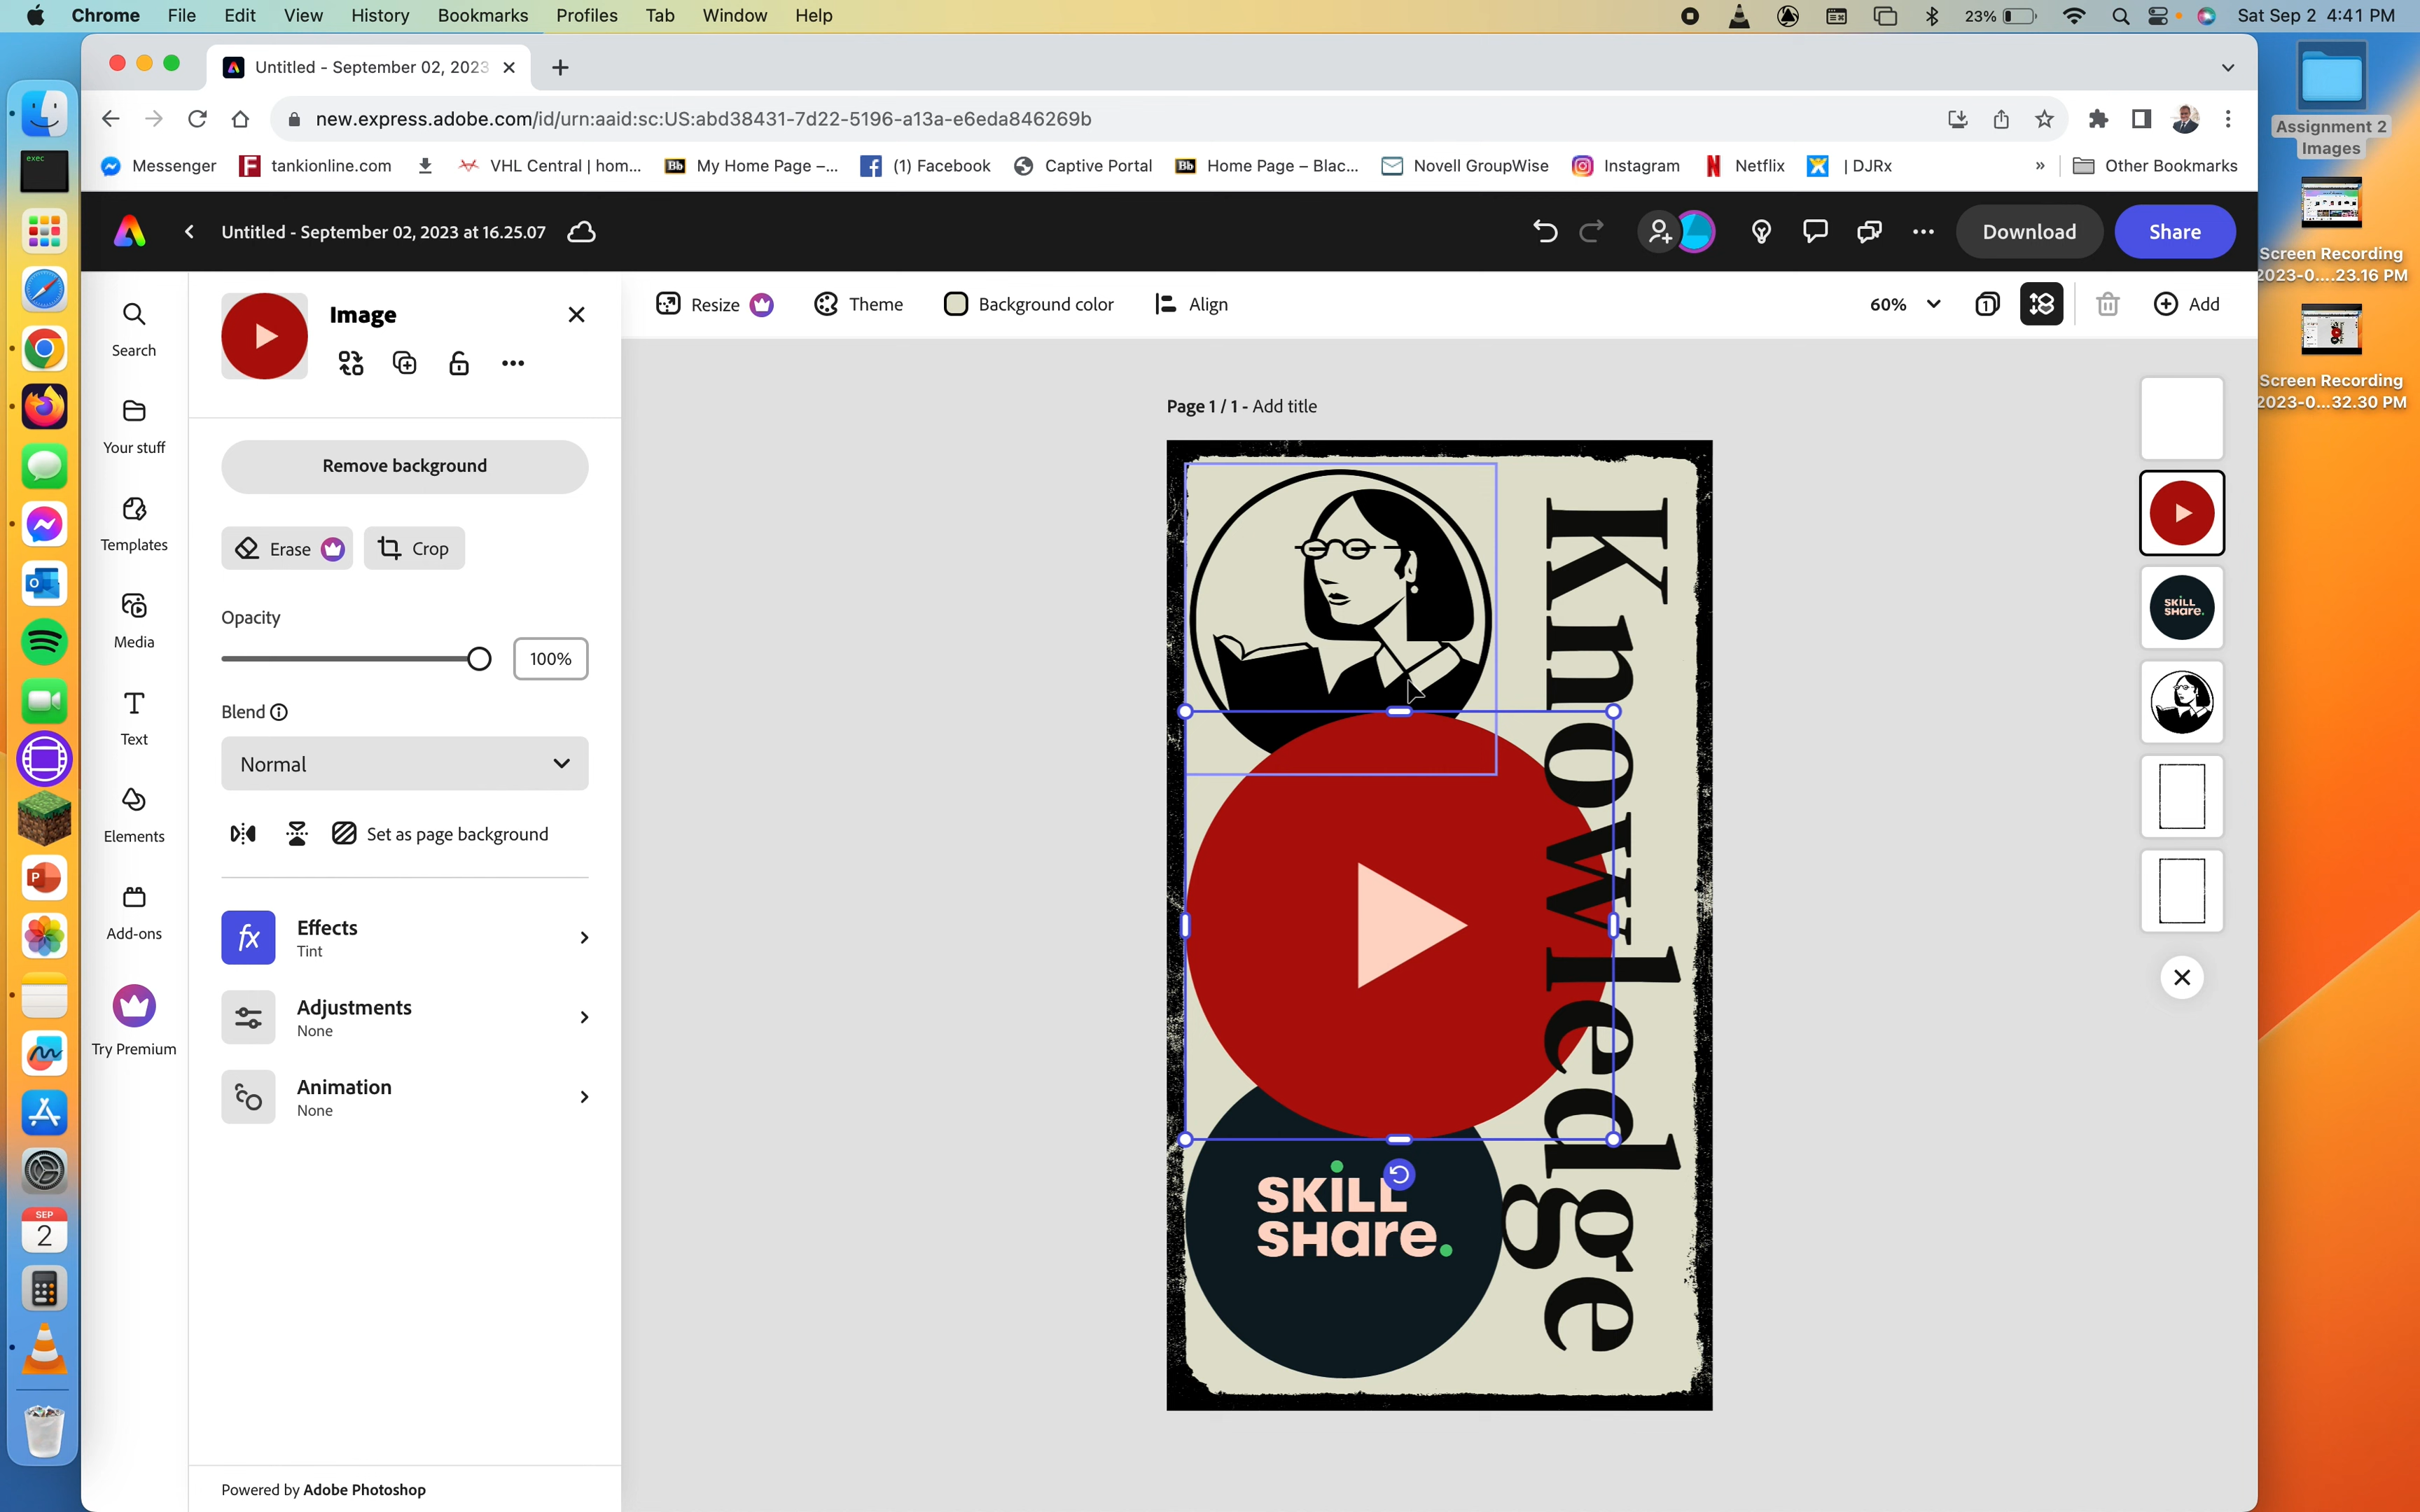 Chrome File Edit View History Bookmarks Profiles Tab Window Help 23% Sat Sep 2 4:41 PM
Untitled - September 02, 2023
new.express.adobe.com/id/urn:aaid:sc:US:abd38431-7d22-5196-a13a-e6eda846269b
Messenger tankionline.com VHL Central | hom... My Home Page –... (1) Facebook Captive Portal Home Page – Blac... Novell GroupWise Instagram Netflix | DJRx » Other Bookmarks
Untitled - September 02, 2023 at 16.25.07 Download Share
Assignment 2
Images
Screen Recording
2023-0....23.16 PM
Screen Recording
2023-0...32.30 PM
Search
Your stuff
Templates
Media
Text
Elements
Add-ons
Try Premium
Image
Remove background
Erase Crop
Opacity
100%
Blend
Normal
Set as page background
Effects
Tint
Adjustments
None
Animation
None
Powered by Adobe Photoshop
Resize Theme Background color Align 60% 1 Add
Page 1 / 1 - Add title
Knowledge
SKiLL
SHare.
SKiLL
SHare.
exec
SEP
2